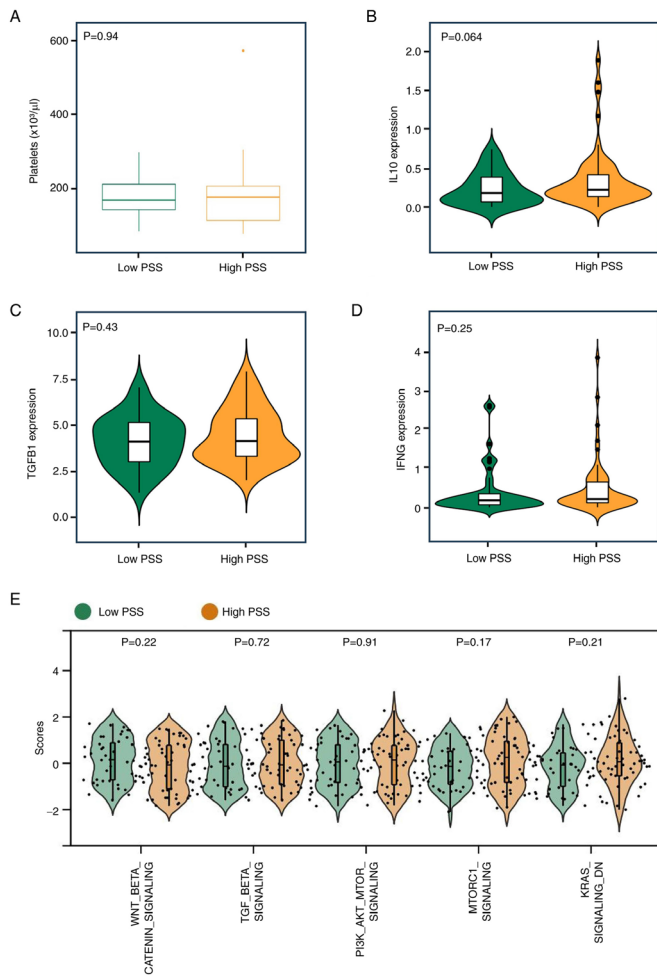 A
P=0.94
600
400
200
Platelets (x10³/µl)
Low PSS
High PSS
B
P=0.064
2.0
1.5
1.0
0.5
0.0
IL10 expression
Low PSS
High PSS
C
P=0.43
10.0
7.5
5.0
2.5
0.0
TGFB1 expression
Low PSS
High PSS
D
P=0.25
4
3
2
1
0
IFNG expression
Low PSS
High PSS
E
Low PSS
High PSS
P=0.22
P=0.72
P=0.91
P=0.17
P=0.21
4
2
0
−2
Scores
WNT_BETA_
CATENIN_SIGNALING
TGF_BETA_
SIGNALING
PI3K_AKT_MTOR_
SIGNALING
MTORC1_
SIGNALING
KRAS_
SIGNALING_DN